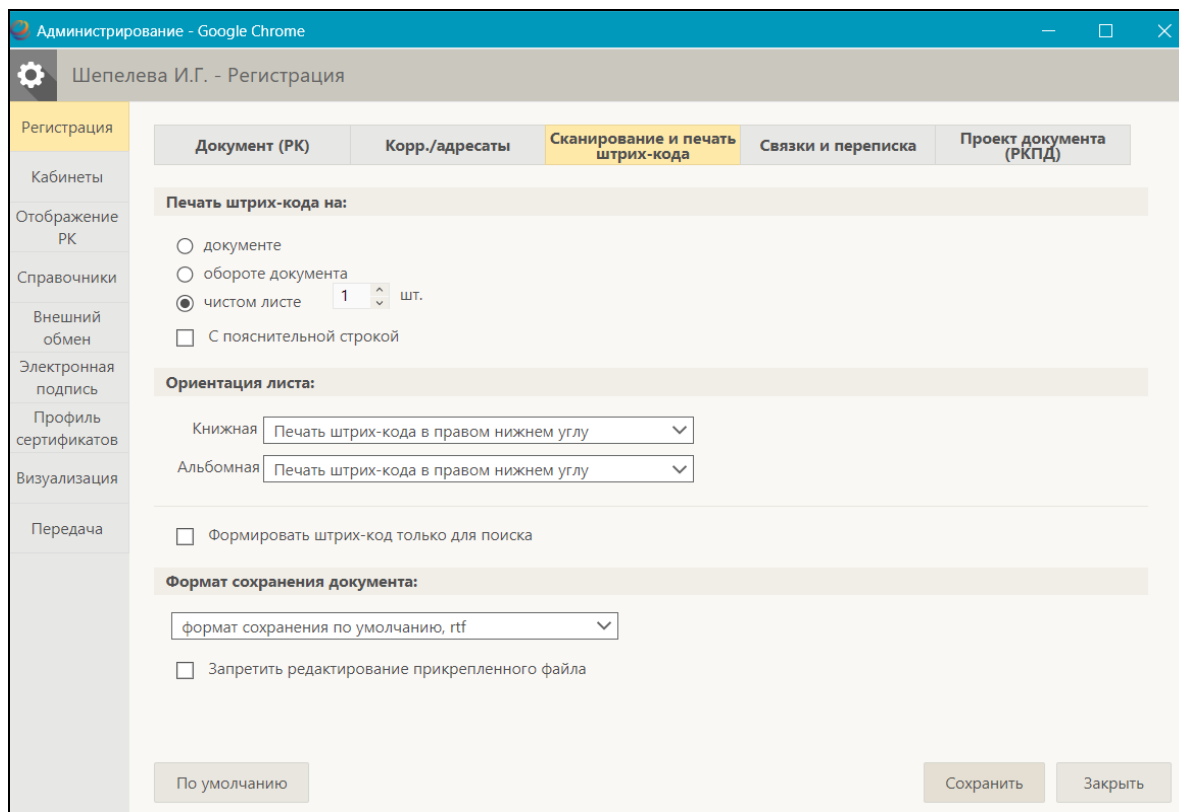 Администрирование - Google Chrome
Шепелева И.Г. - Регистрация
Регистрация
Кабинеты
Отображение
РК
Справочники
Внешний
обмен
Электронная
подпись
Профиль
сертификатов
Визуализация
Передача
Документ (РК)
Корр./адресаты
Сканирование и печать
штрих-кода
Связки и переписка
Проект документа
(РКПД)
Печать штрих-кода на:
документе
обороте документа
чистом листе 1 шт.
С пояснительной строкой
Ориентация листа:
Книжная Печать штрих-кода в правом нижнем углу
Альбомная Печать штрих-кода в правом нижнем углу
Формировать штрих-код только для поиска
Формат сохранения документа:
формат сохранения по умолчанию, rtf
Запретить редактирование прикрепленного файла
По умолчанию
Сохранить
Закрыть